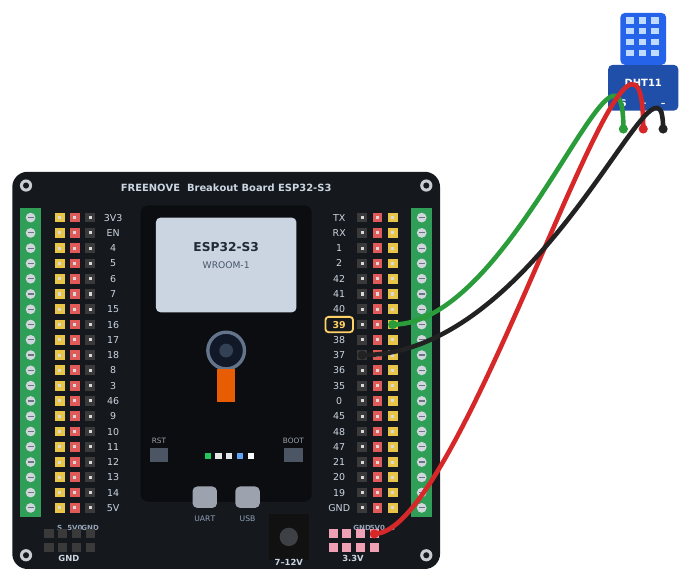 DHT11
S
-
FREENOVE Breakout Board ESP32-S3
3V3
EN
4
5
6
7
15
16
17
18
8
3
46
9
10
11
12
13
14
5V
S 5V0 GND
GND
ESP32-S3
WROOM-1
RST
BOOT
UART
USB
7–12V
TX
RX
1
2
42
41
40
39
38
37
36
35
0
45
48
47
21
20
19
GND
GND 5V0
3.3V